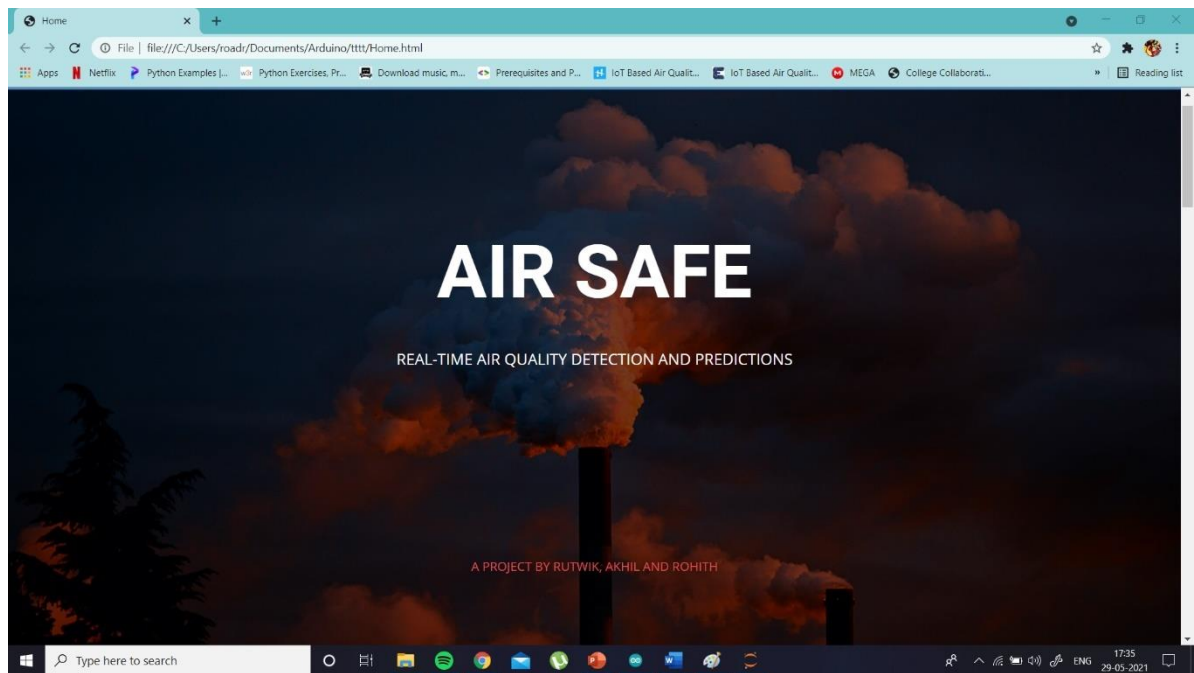 Home
File | file:///C:/Users/roadr/Documents/Arduino/tttt/Home.html
Apps Netflix Python Examples |... Python Exercises, Pr... Download music, m... Prerequisites and P... IoT Based Air Qualit... IoT Based Air Qualit... MEGA College Collaborati... » Reading list
AIR SAFE
REAL-TIME AIR QUALITY DETECTION AND PREDICTIONS
A PROJECT BY RUTWIK, AKHIL AND ROHITH
Type here to search ENG 17:35
29-05-2021